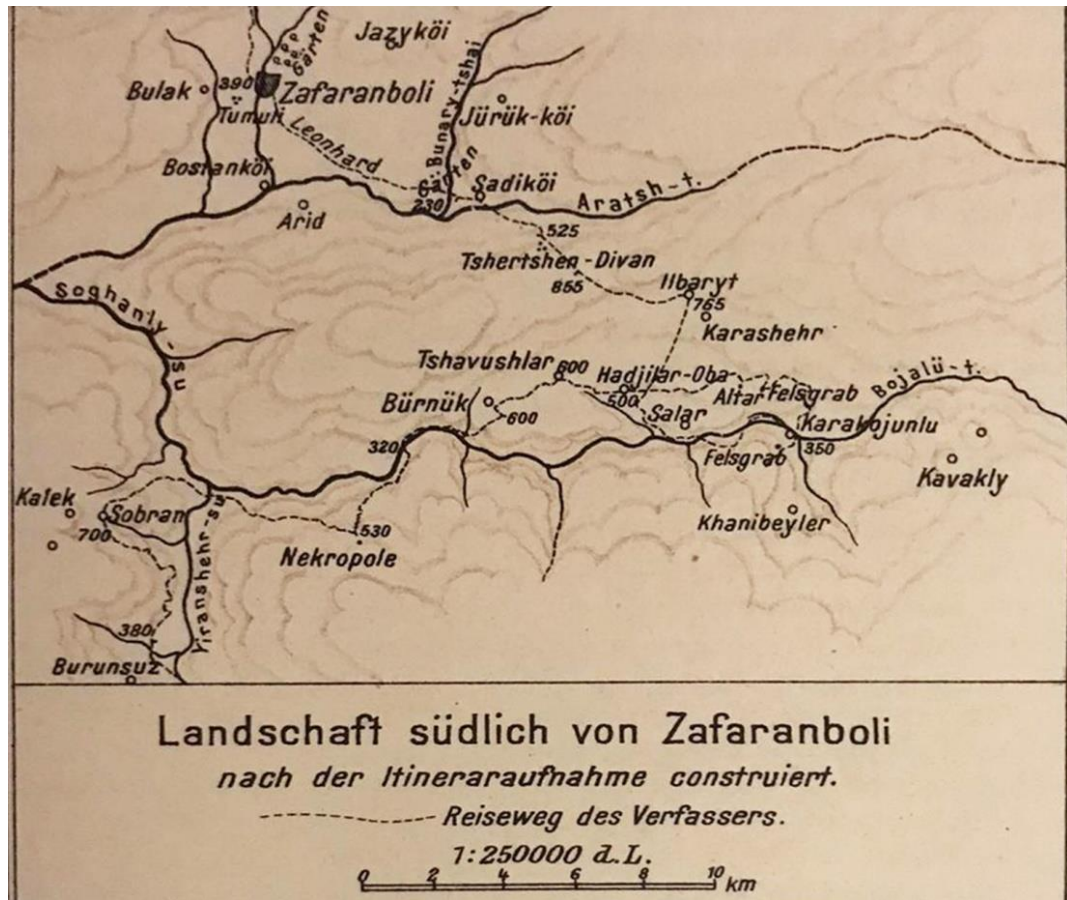 Jazyköi
Gärten
Bulak
390
Zafaranboli
Tumuli
Jürük-köi
Bunary-tshai
Leonhard
Bostanköi
Gärten
Sadiköi
230
Aratsh-t.
Arid
525
Tshertshen-Divan
855
Ilbaryt
765
Karashehr
Soghanly-su
Tshavushlar
600
Hadjilar-Oba
500
Altar
Felsgrab
Bojalü-t.
Bürnük
600
Salar
Karakojunlu
320
Felsgrab
350
Kavakly
Kalek
Sobran
700
Khanibeyler
530
Nekropole
Viranshehr-s
380
Burunsuz
Landschaft südlich von Zafaranboli
nach der Itineraraufnahme construiert.
Reiseweg des Verfassers.
1:250000 d.L.
0 2 4 6 8 10 km